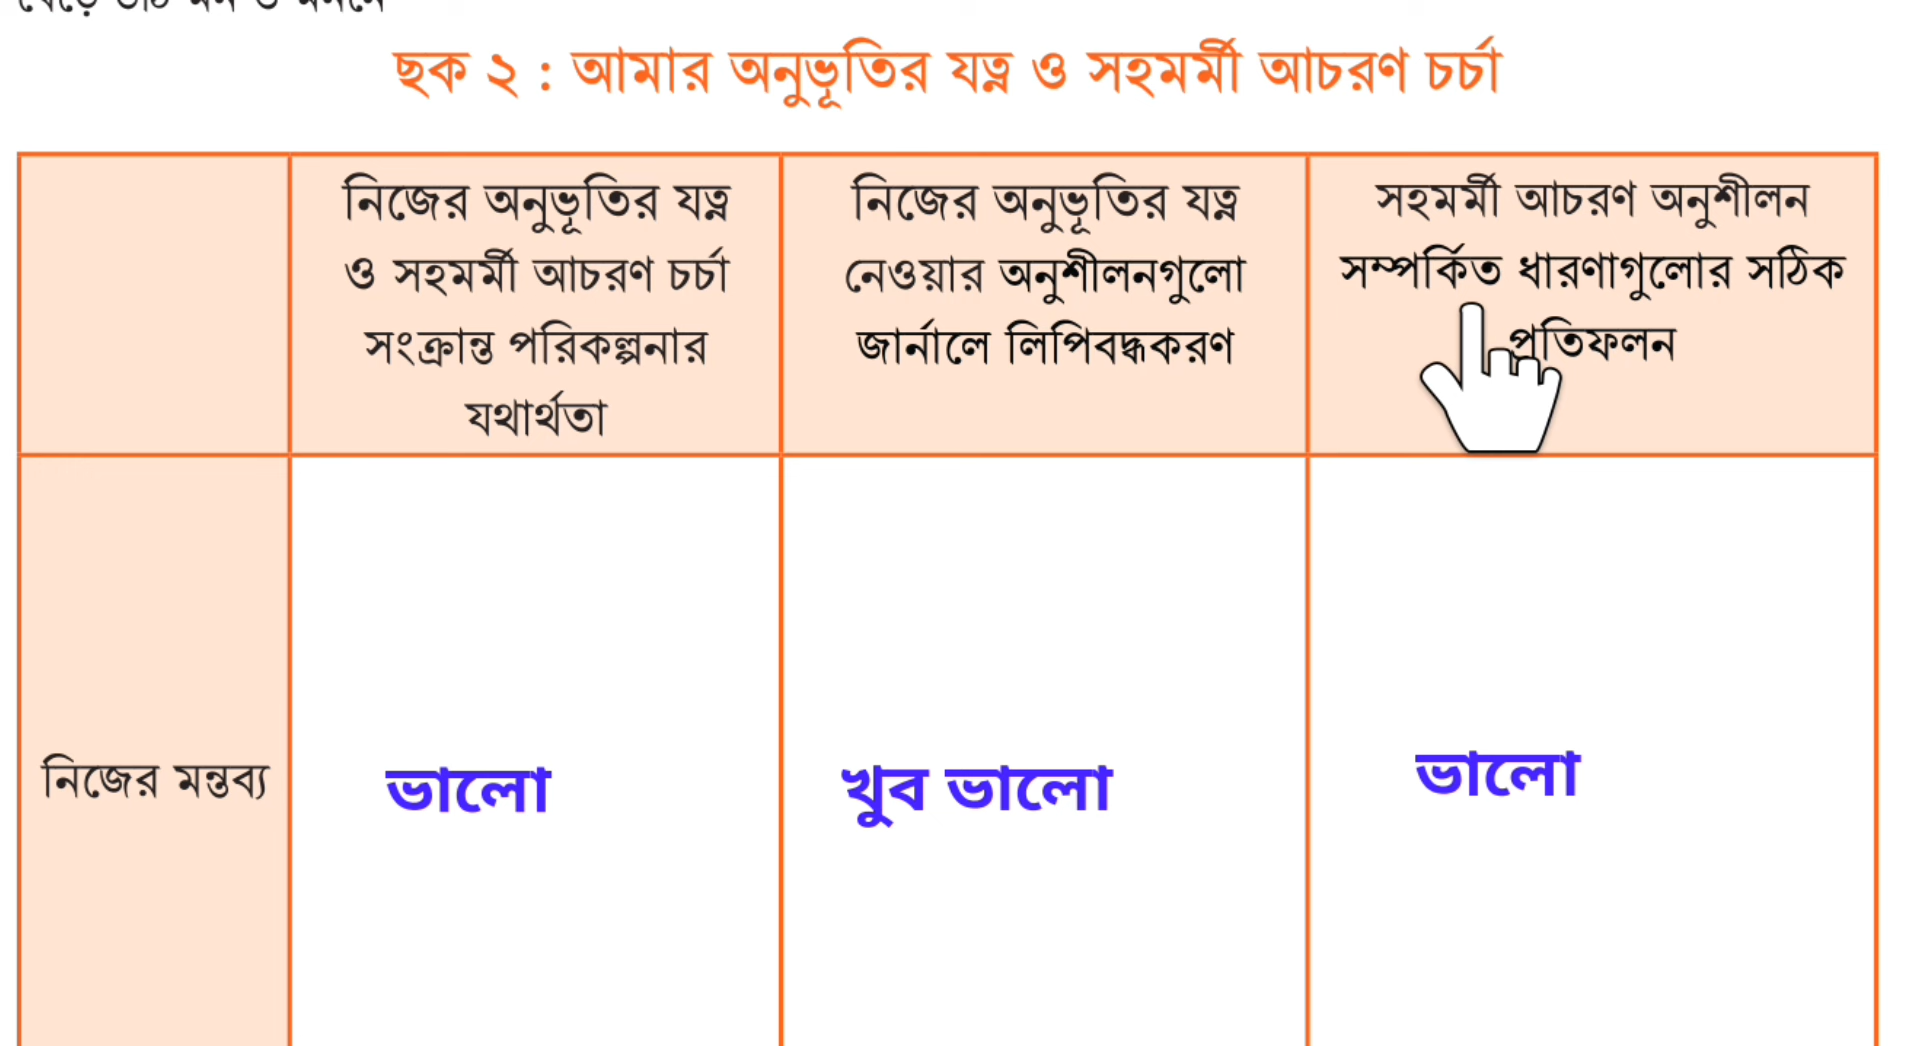 ছক ২ : আমার অনুভূতির যত্ন ও সহমর্মী আচরণ চর্চা
নিজের অনুভূতির যত্ন
ও সহমর্মী আচরণ চর্চা
সংক্রান্ত পরিকল্পনার
যথার্থতা
নিজের অনুভূতির যত্ন
নেওয়ার অনুশীলনগুলো
জার্নালে লিপিবদ্ধকরণ
সহমর্মী আচরণ অনুশীলন
সম্পর্কিত ধারণাগুলোর সঠিক
প্রতিফলন
নিজের মন্তব্য
ভালো
খুব ভালো
ভালো